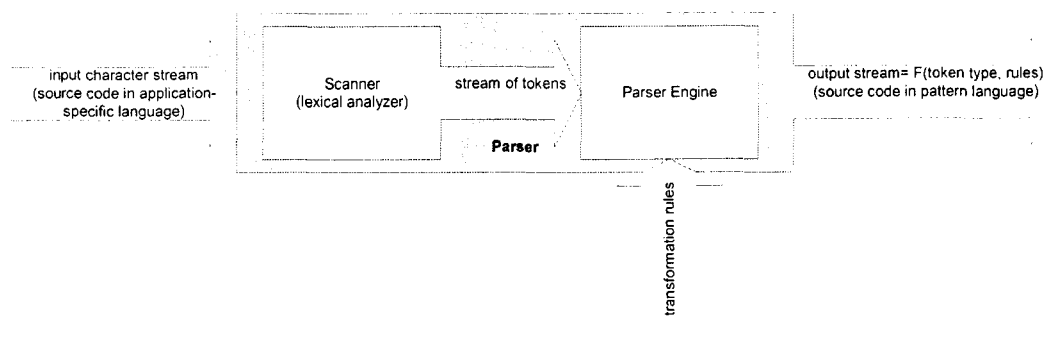 input character stream
(source code in application-
specific language)
Scanner
(lexical analyzer)
stream of tokens
Parser
Parser Engine
output stream= F(token type, rules)
(source code in pattern language)
transformation rules